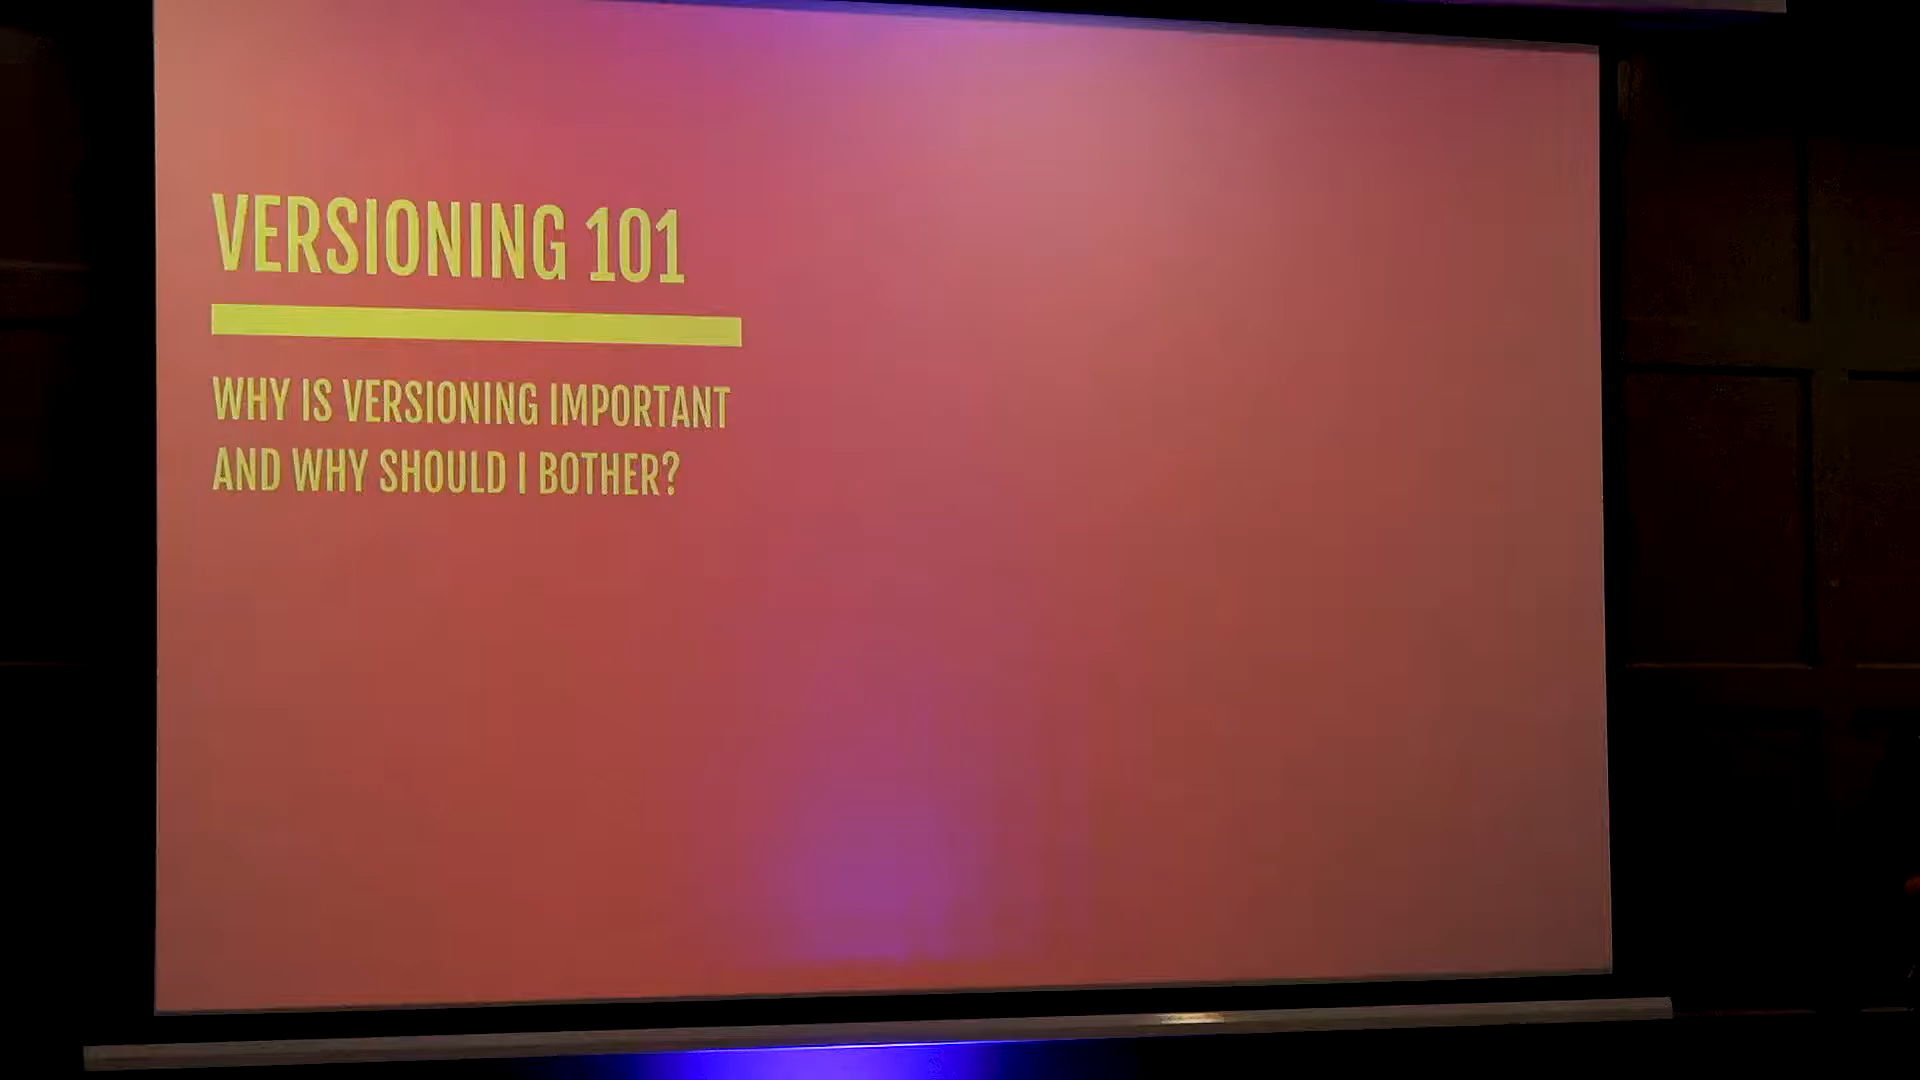 VERSIONING 101
WHY IS VERSIONING IMPORTANT
AND WHY SHOULD I BOTHER?